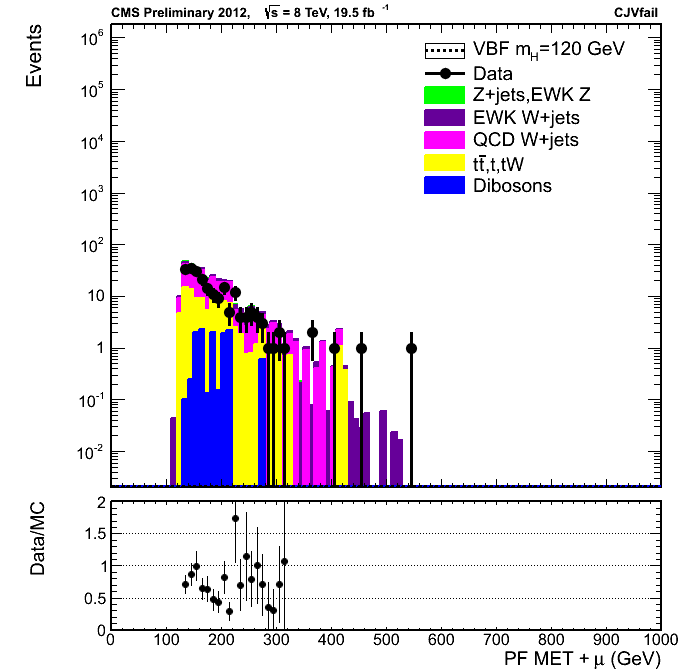 CMS Preliminary 2012, √s = 8 TeV, 19.5 fb⁻¹ CJVfail
Events
10⁶
10⁵
10⁴
10³
10²
10
1
10⁻¹
10⁻²
VBF m_H=120 GeV
Data
Z+jets,EWK Z
EWK W+jets
QCD W+jets
tt̄,t,tW
Dibosons
Data/MC
2
1.5
1
0.5
0
0 100 200 300 400 500 600 700 800 900 1000
PF MET + μ (GeV)